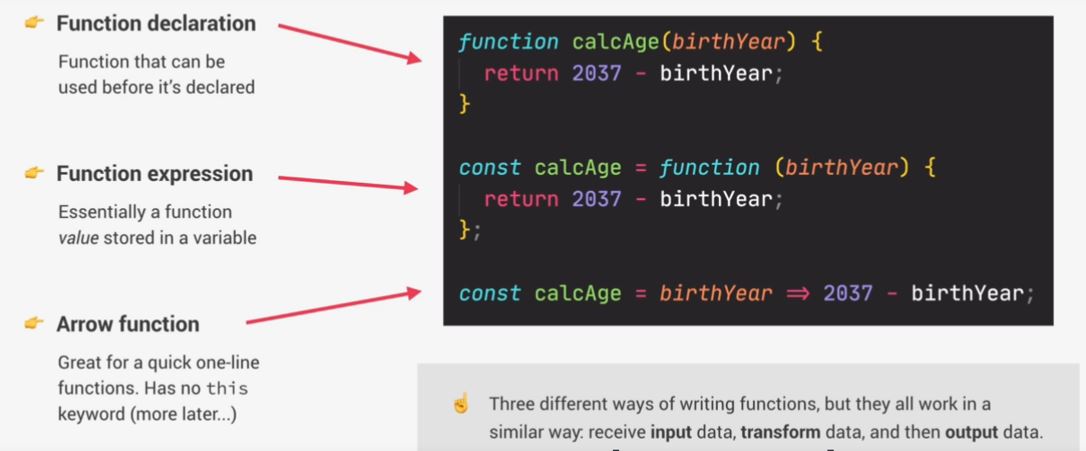 👉 Function declaration
Function that can be
used before it’s declared
function calcAge(birthYear) {
return 2037 - birthYear;
}
👉 Function expression
Essentially a function
value stored in a variable
const calcAge = function (birthYear) {
return 2037 - birthYear;
};
👉 Arrow function
Great for a quick one-line
functions. Has no this
keyword (more later...)
const calcAge = birthYear => 2037 - birthYear;
☝️ Three different ways of writing functions, but they all work in a
similar way: receive input data, transform data, and then output data.